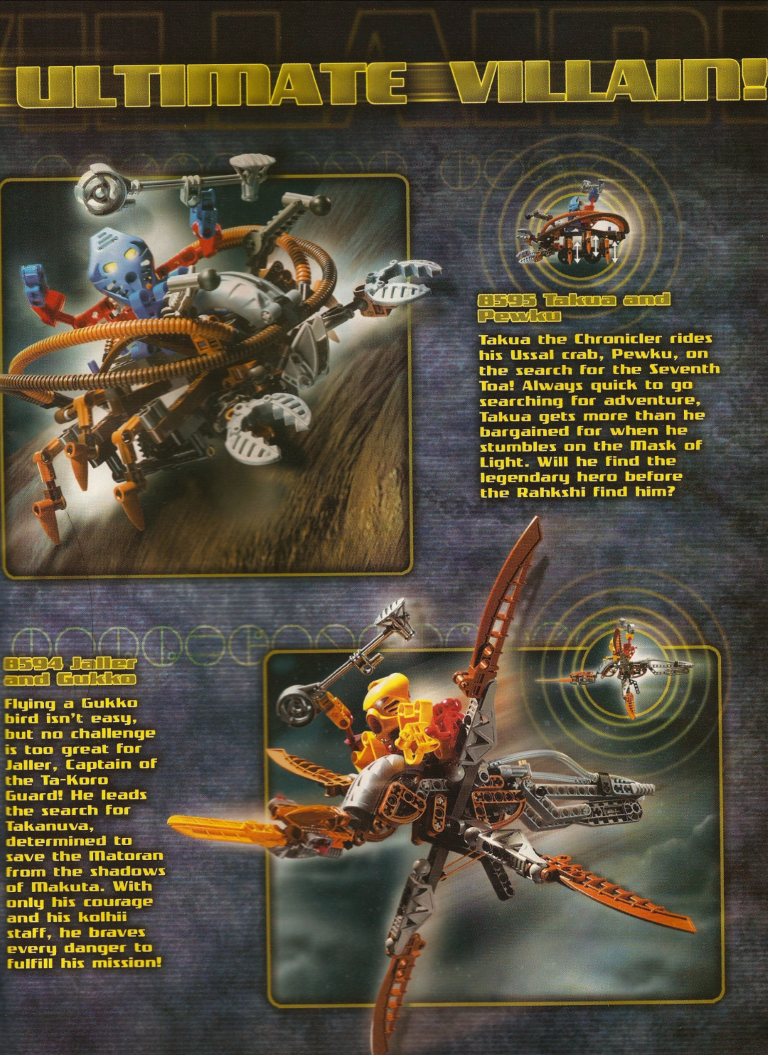 ULTIMATE VILLAIN!
8595 Takua and
Pewku
Takua the Chronicler rides
his Ussal crab, Pewku, on
the search for the Seventh
Toa! Always quick to go
searching for adventure,
Takua gets more than he
bargained for when he
stumbles on the Mask of
Light. Will he find the
legendary hero before
the Rahkshi find him?
8594 Jaller
and Gukko
Flying a Gukko
bird isn't easy,
but no challenge
is too great for
Jaller, Captain of
the Ta-Koro
Guard! He leads
the search for
Takanuva,
determined to
save the Matoran
from the shadows
of Makuta. With
only his courage
and his kolhii
staff, he braves
every danger to
fulfill his mission!